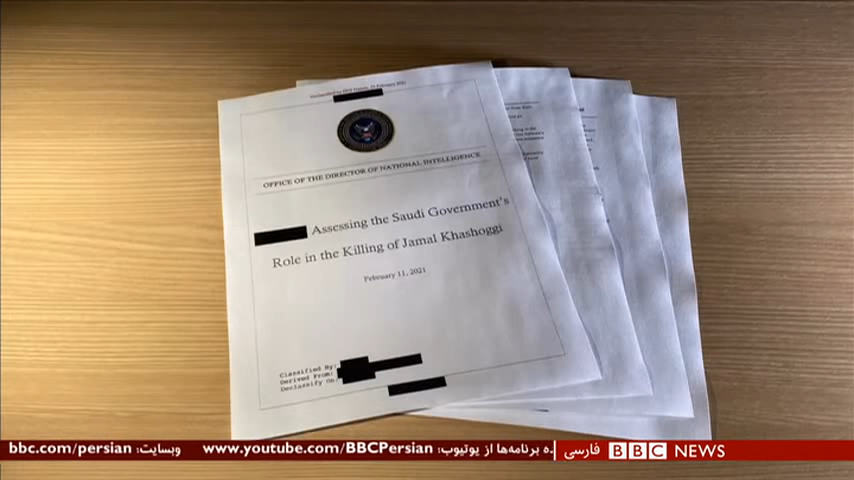 OFFICE OF THE DIRECTOR OF NATIONAL INTELLIGENCE
Assessing the Saudi Government's
Role in the Killing of Jamal Khashoggi
February 11, 2021
Classified By:
Derived From:
Declassify On:
bbc.com/persian وبسایت: www.youtube.com/BBCPersian ه برنامه‌ها از یوتیوب: فارسی BBC NEWS